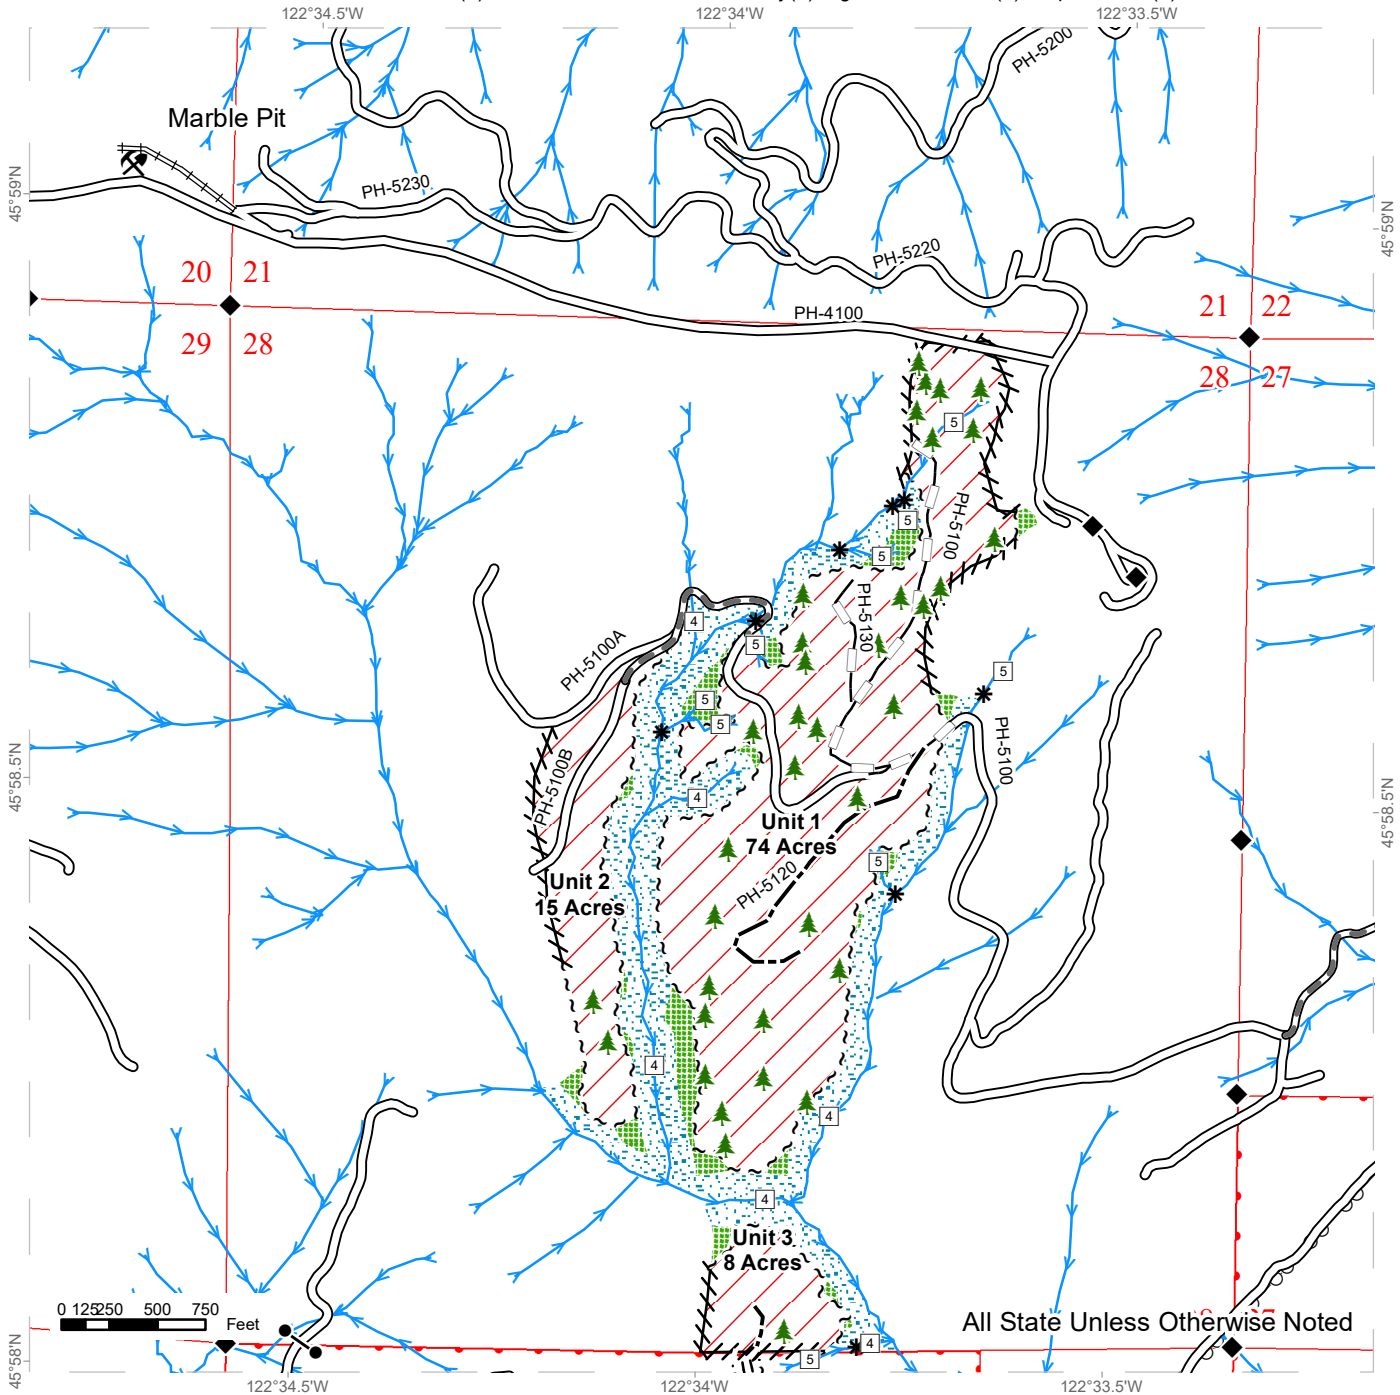 122°34.5'W
122°34'W
122°33.5'W
PH-5200
Marble Pit
45°59'N
PH-5230
45°59'N
PH-5220
20 21
PH-4100
21 22
29 28
28 27
5
5
PH-5100
5
PH-5130
4
5
PH-5100A
5
5
5
PH-5100
45°58.5'N
PH-5100B
4
45°58.5'N
Unit 1
74 Acres
5
PH-5120
Unit 2
15 Acres
4
4
4
Unit 3
8 Acres
0 125 250 500 750
Feet
All State Unless Otherwise Noted
4
5
45°58'N
122°34.5'W
122°34'W
122°33.5'W